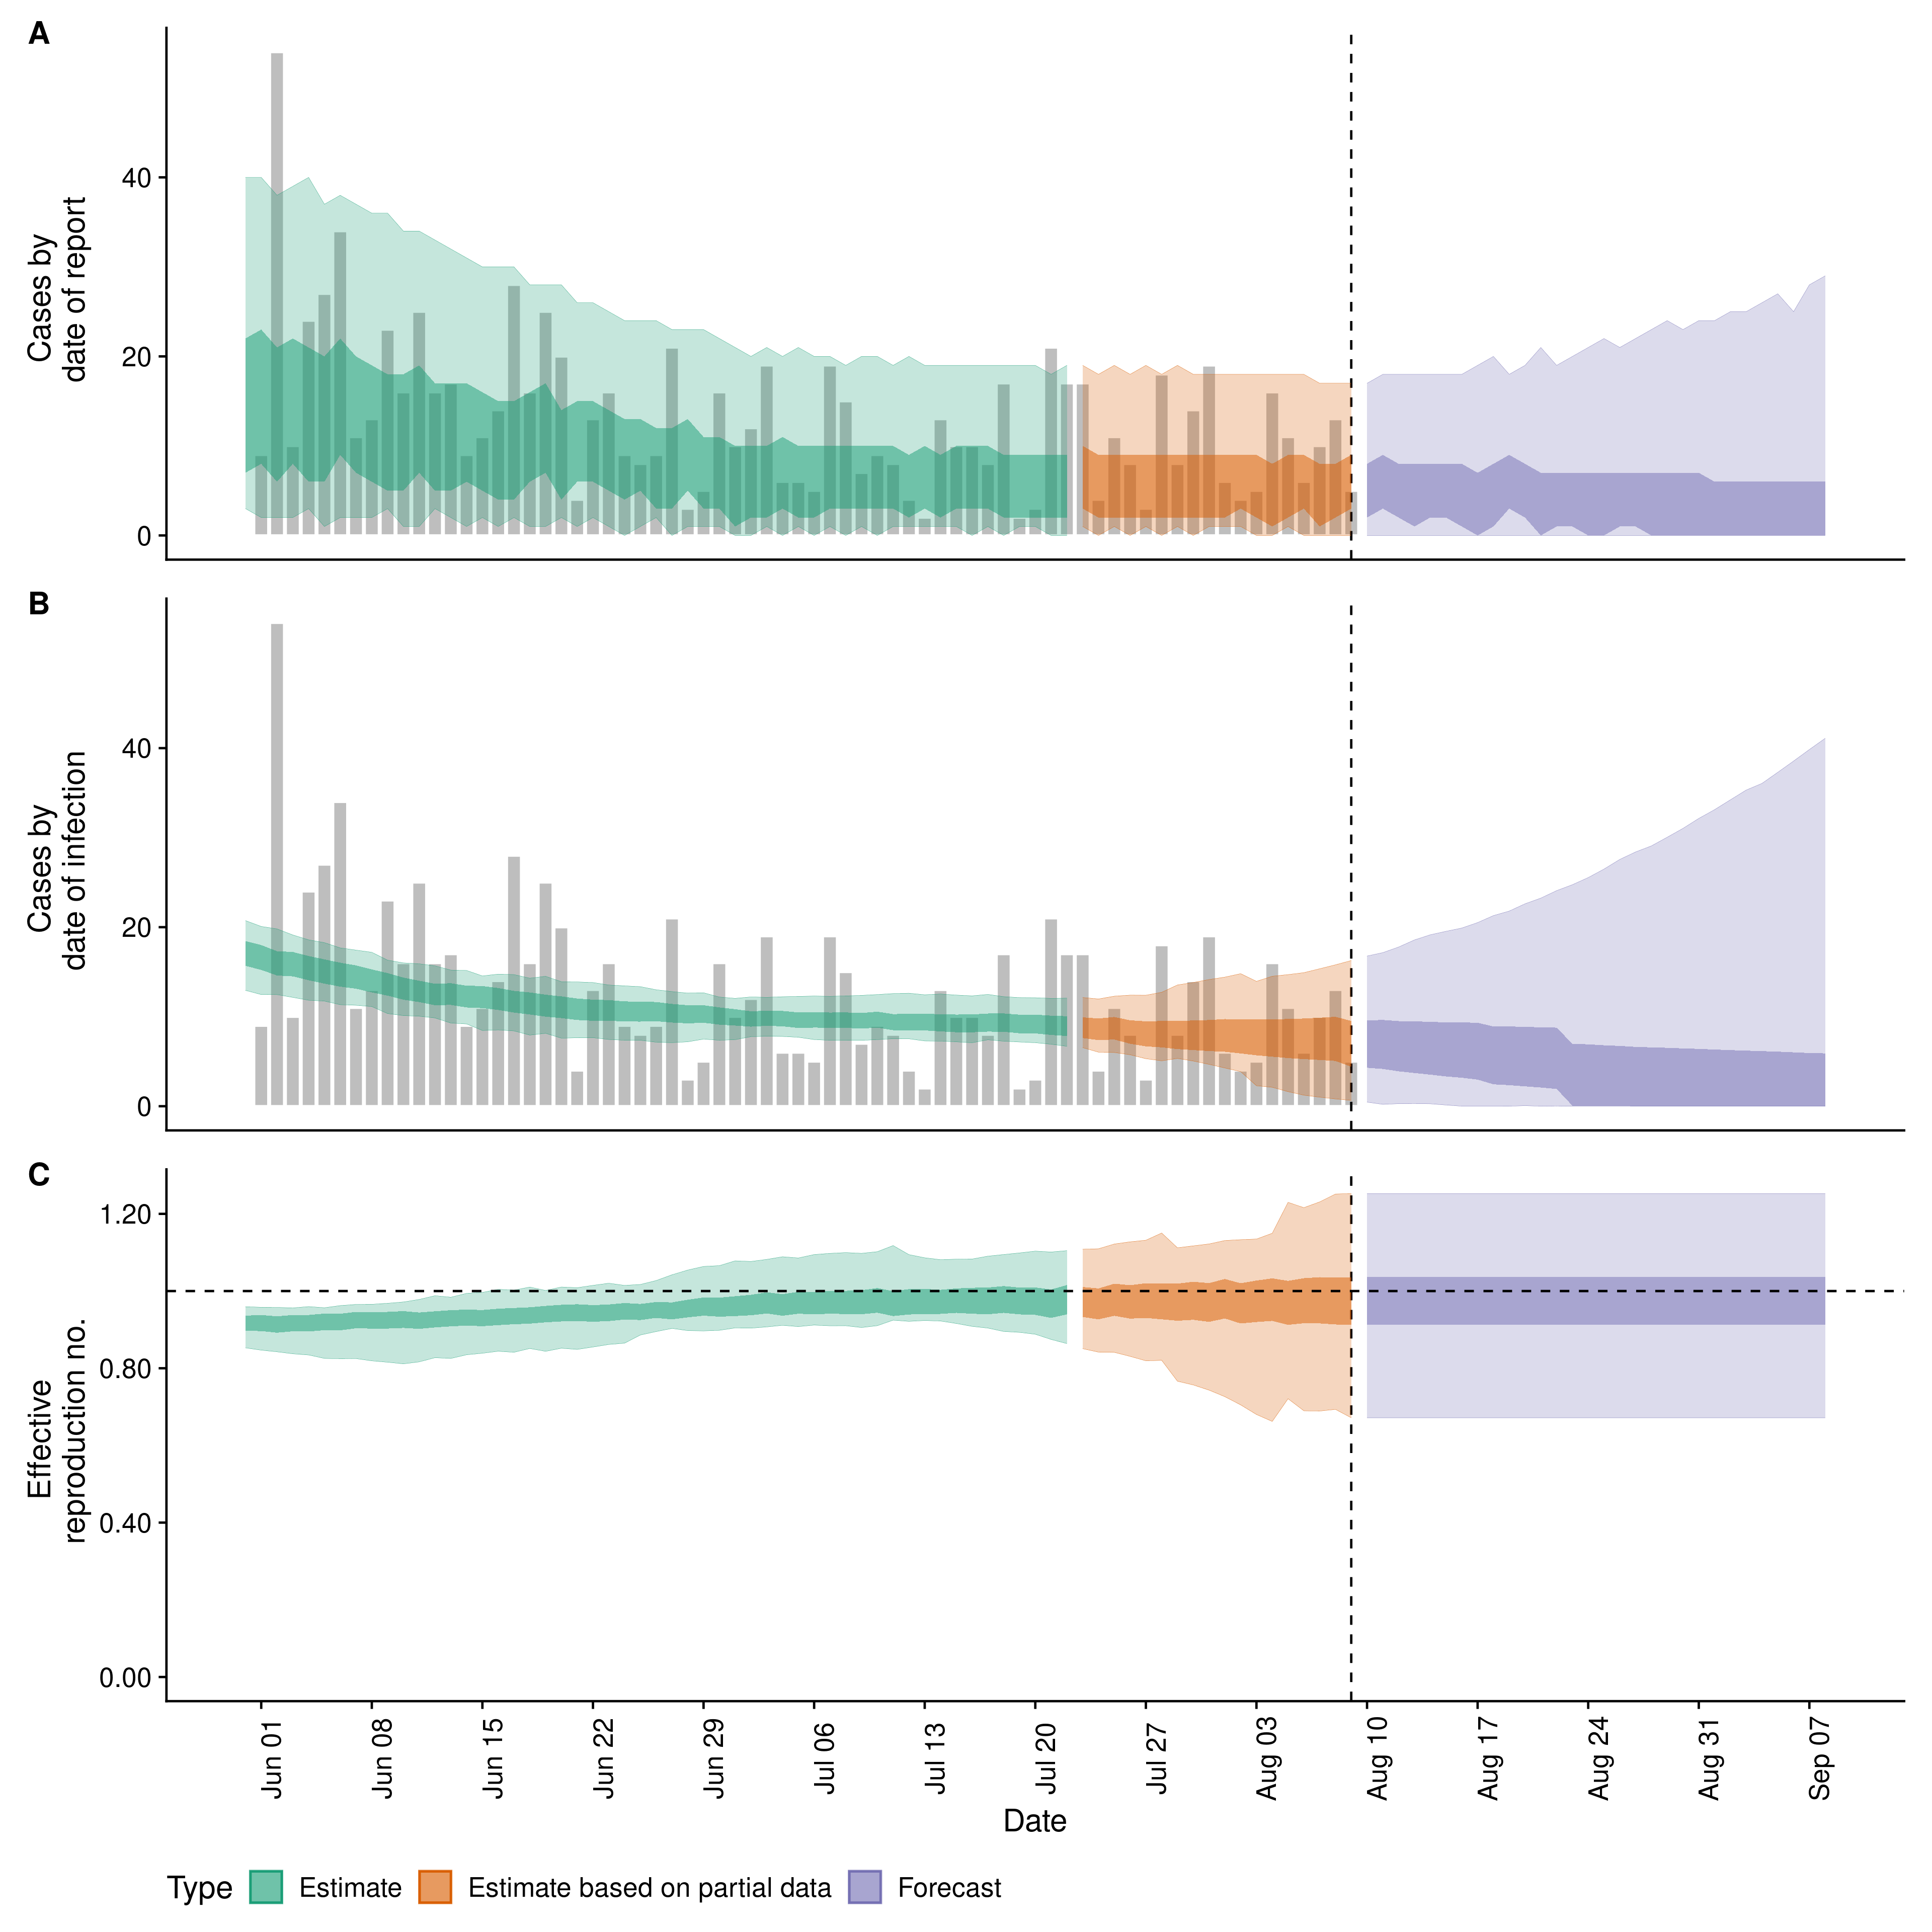 A
Cases by
date of report
40
20
0
B
Cases by
date of infection
40
20
0
C
Effective
reproduction no.
1.20
0.80
0.40
0.00
Jun 01
Jun 08
Jun 15
Jun 22
Jun 29
Jul 06
Jul 13
Jul 20
Jul 27
Aug 03
Aug 10
Aug 17
Aug 24
Aug 31
Sep 07
Date
Type
Estimate
Estimate based on partial data
Forecast